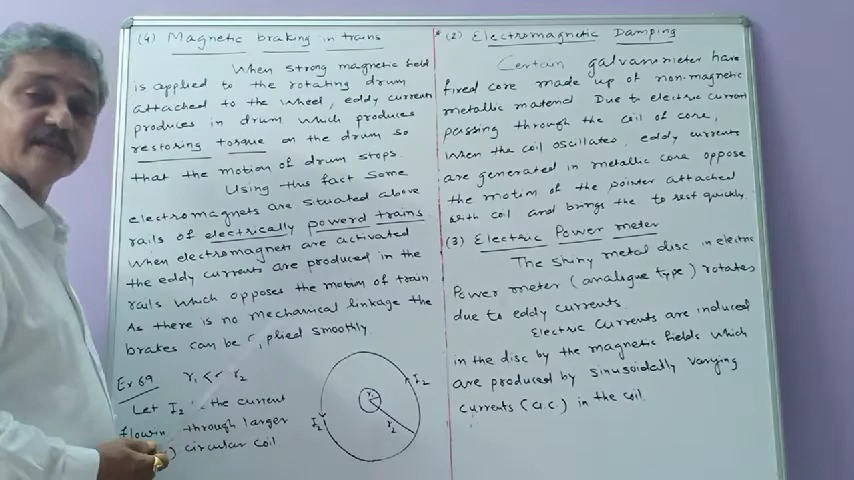 (4) Magnetic braking in trains
When strong magnetic field
is applied to the rotating drum
attached to the wheel, eddy currents
produces in drum which produces
restoring torque on the drum so
that the motion of drum stops.
Using this fact some
electromagnets are situated above
rails of electrically powerd trains
When electromagnets are activated
the eddy currents are produced in the
rails which opposes the motion of train
As there is no mechanical linkage the
brakes can be plied smoothly.
Ex 69 r₁ << r₂
Let I₂ the current
flowin through larger
circular coil
r₁
r₂
I₂
I₂
(2) Electromagnetic Damping
Certain galvanometer have
fixed core made up of non-magnetic
metallic material Due to electric current
passing through the coil of core,
When the coil oscillates, eddy currents
are generated in metallic core oppose
the motion of the pointer attached
with coil and brings the to rest quickly.
(3) Electric Power meter
The shiny metal disc in electric
Power meter (analogue type) rotates
due to eddy currents.
Electric Currents are induced
in the disc by the magnetic fields which
are produced by sinusoidally varying
currents (a.c) in the coil.